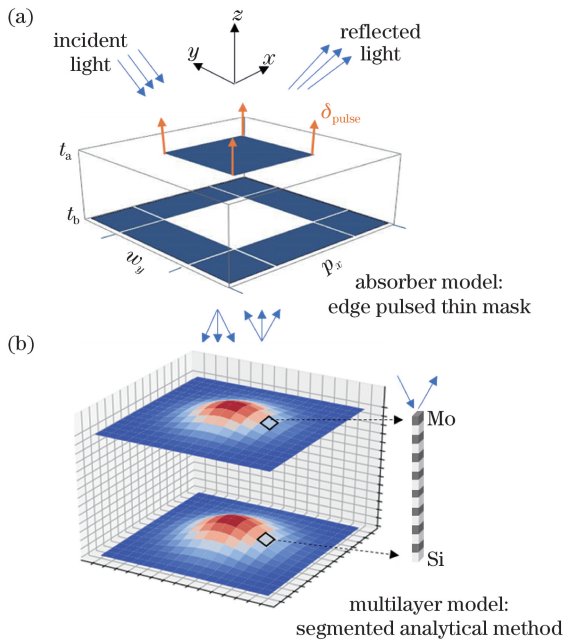 (a)
incident
light
z
y
x
reflected
light
δpulse
ta
tb
wy
px
absorber model:
edge pulsed thin mask
(b)
Mo
Si
multilayer model:
segmented analytical method